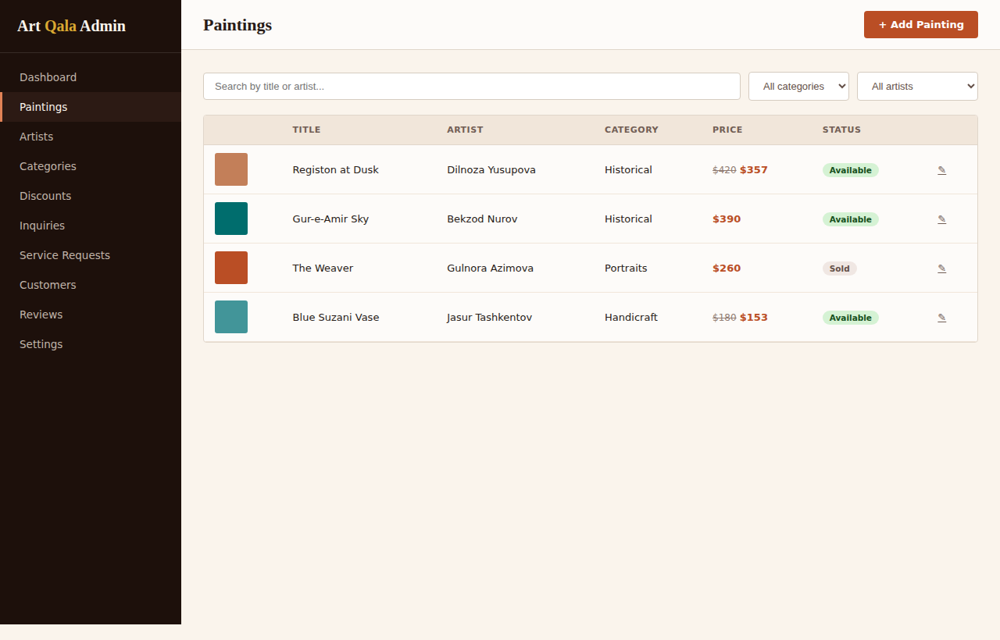 Art Qala Admin
Dashboard
Paintings
Artists
Categories
Discounts
Inquiries
Service Requests
Customers
Reviews
Settings
Paintings
+ Add Painting
Search by title or artist...
All categories
All artists
TITLE ARTIST CATEGORY PRICE STATUS
Registon at Dusk Dilnoza Yusupova Historical $420 $357 Available ✎
Gur-e-Amir Sky Bekzod Nurov Historical $390 Available ✎
The Weaver Gulnora Azimova Portraits $260 Sold ✎
Blue Suzani Vase Jasur Tashkentov Handicraft $180 $153 Available ✎